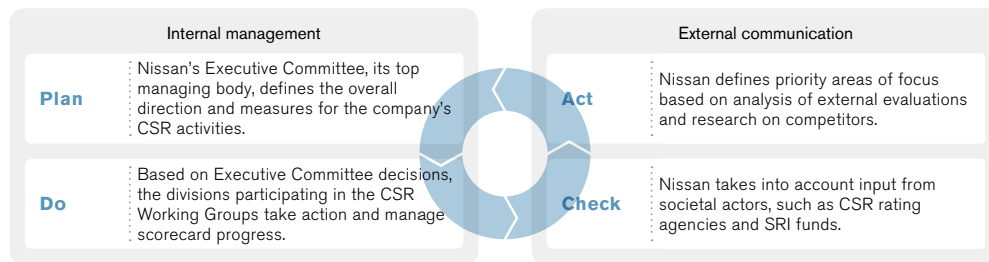 Internal management
Plan
Nissan's Executive Committee, its top
managing body, defines the overall
direction and measures for the company's
CSR activities.
Do
Based on Executive Committee decisions,
the divisions participating in the CSR
Working Groups take action and manage
scorecard progress.
External communication
Act
Nissan defines priority areas of focus
based on analysis of external evaluations
and research on competitors.
Check
Nissan takes into account input from
societal actors, such as CSR rating
agencies and SRI funds.